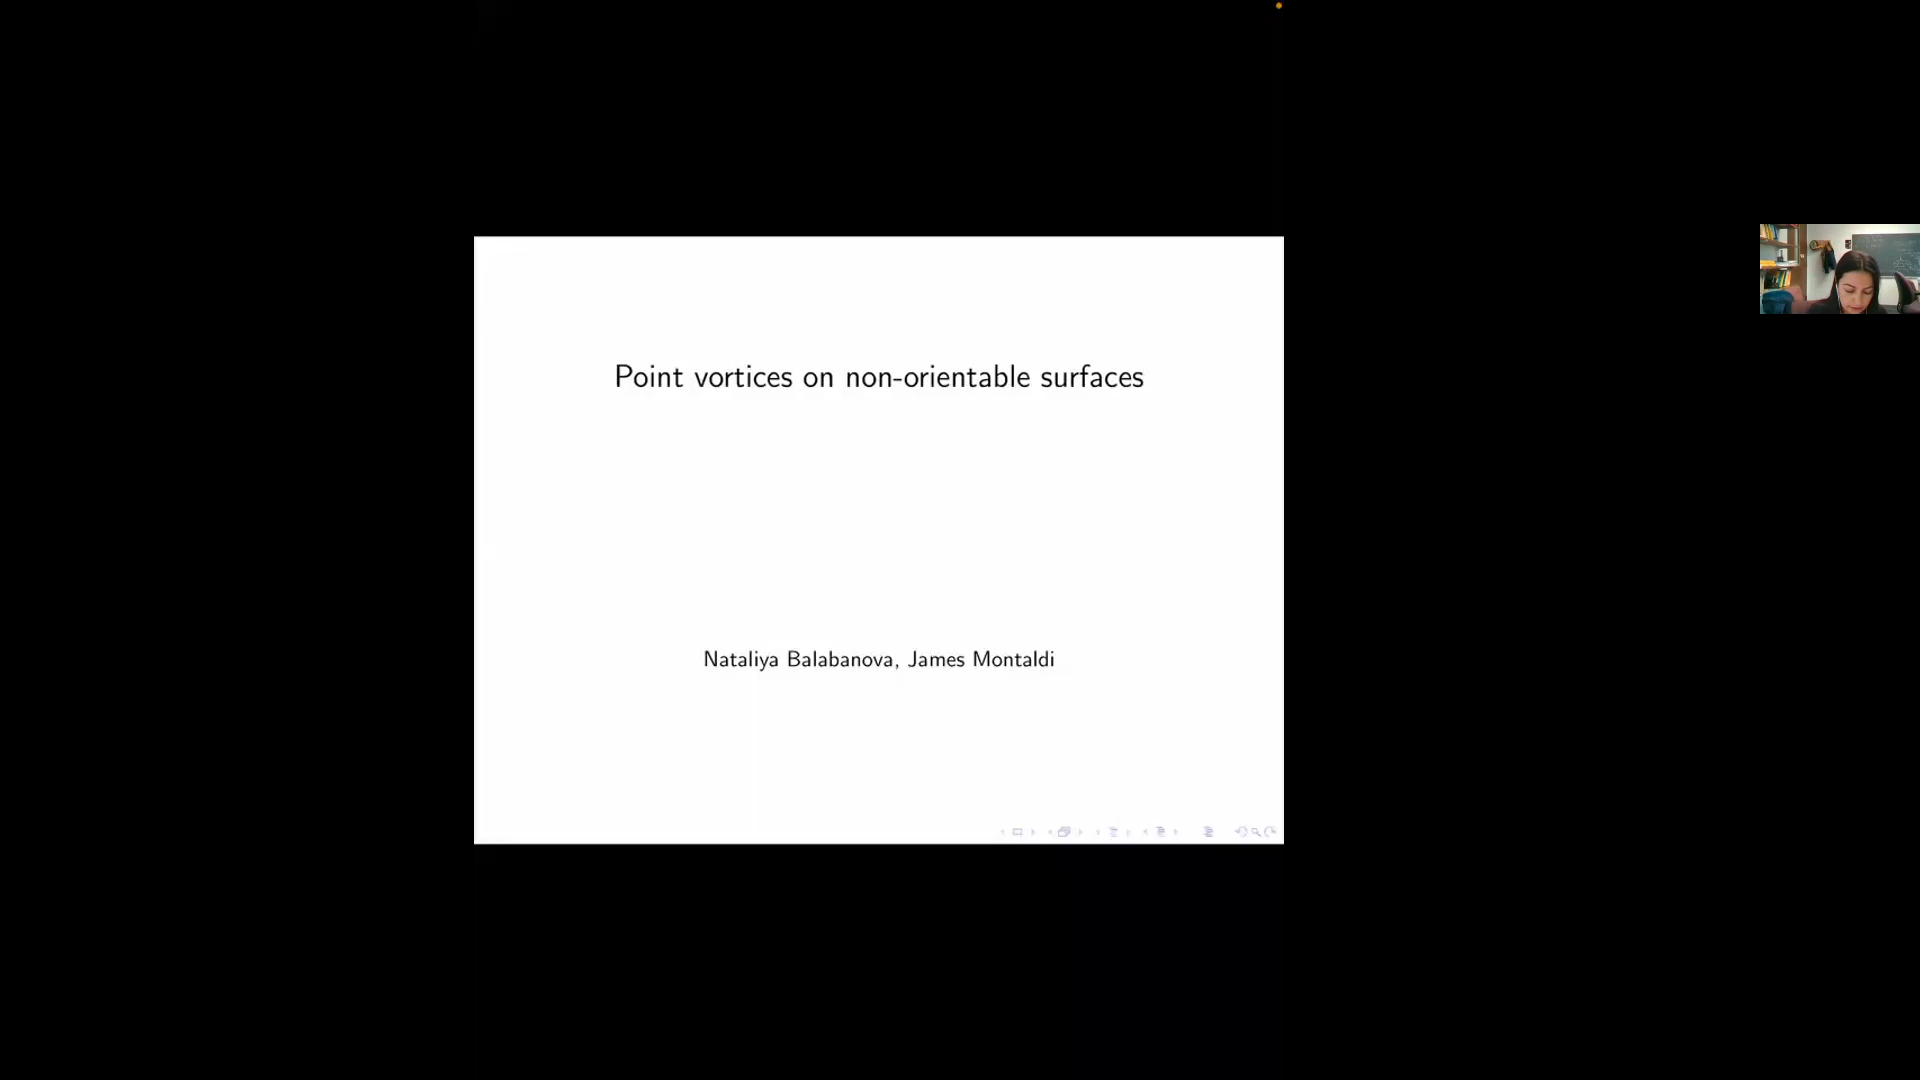 Point vortices on non-orientable surfaces
Nataliya Balabanova, James Montaldi